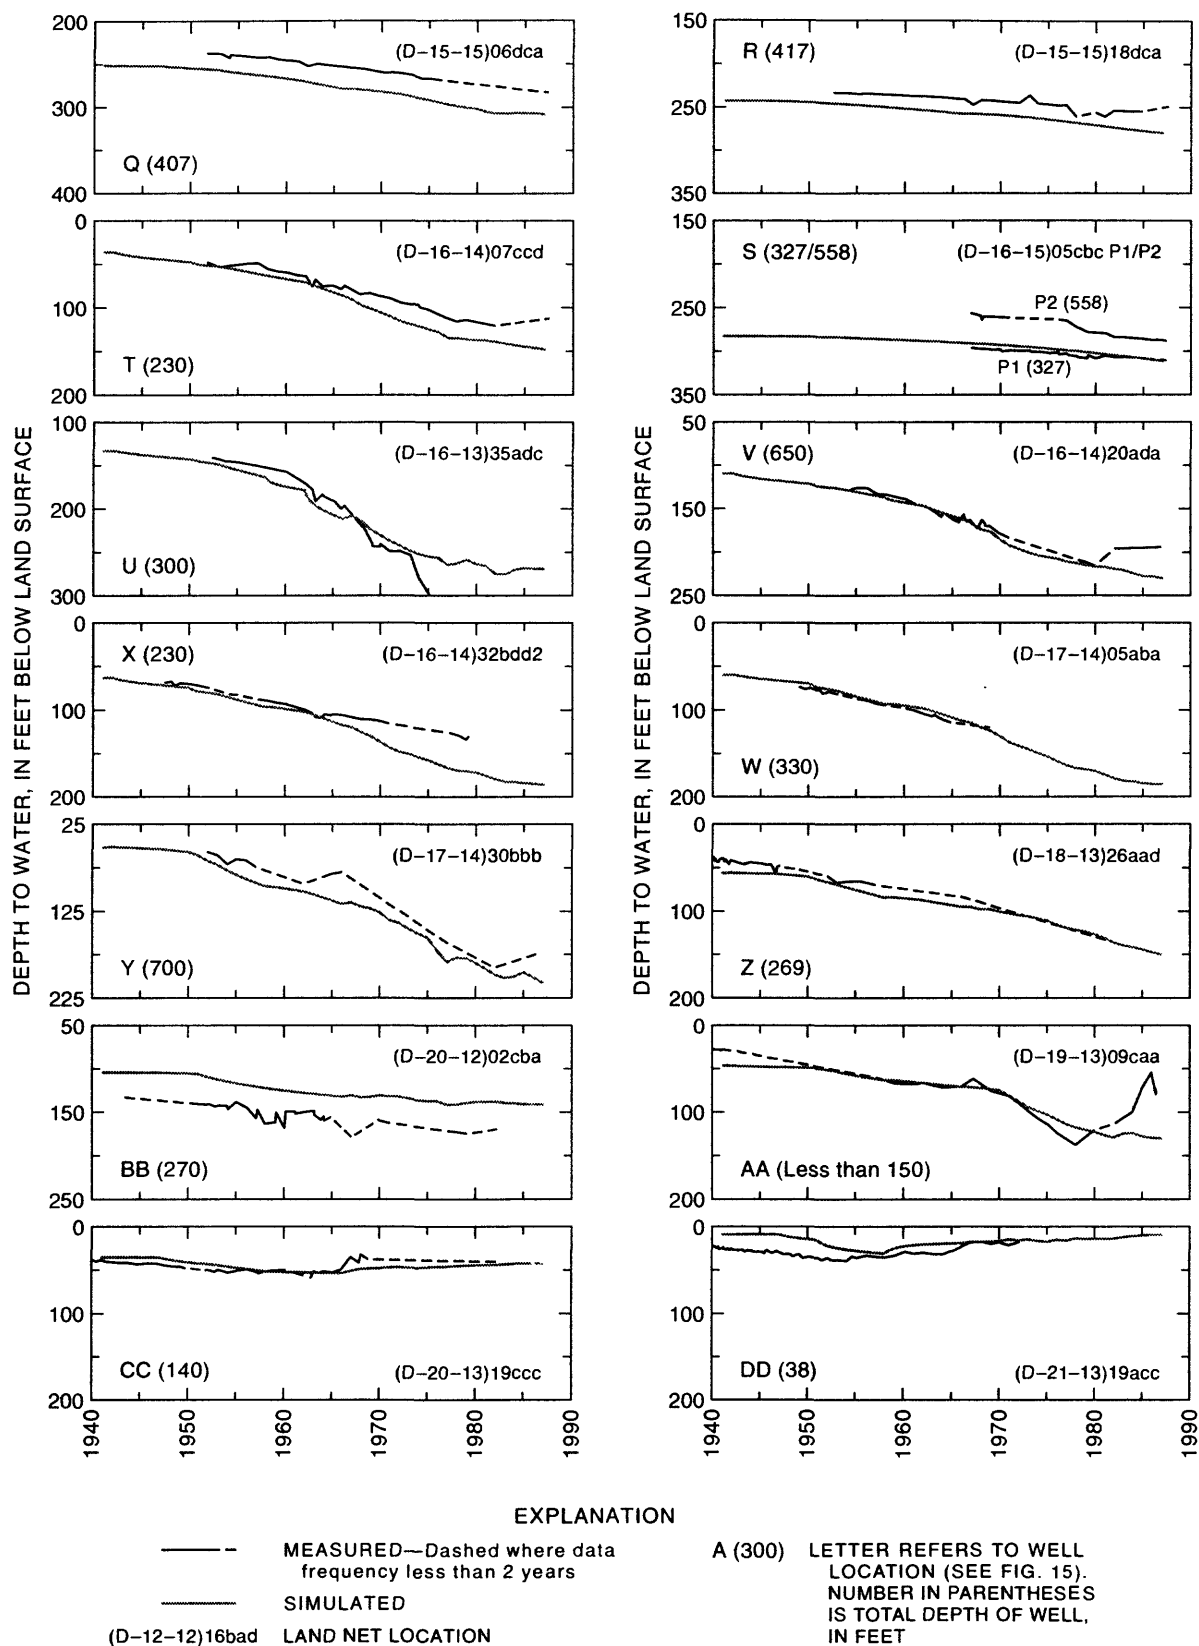 200
300
400
(D-15-15)06dca
Q (407)
150
250
350
R (417)
(D-15-15)18dca
0
100
200
(D-16-14)07ccd
T (230)
150
250
350
S (327/558)
(D-16-15)05cbc P1/P2
P2 (558)
P1 (327)
DEPTH TO WATER, IN FEET BELOW LAND SURFACE
100
200
300
(D-16-13)35adc
U (300)
DEPTH TO WATER, IN FEET BELOW LAND SURFACE
50
150
250
V (650)
(D-16-14)20ada
0
100
200
X (230)
(D-16-14)32bdd2
0
100
200
(D-17-14)05aba
W (330)
25
125
225
(D-17-14)30bbb
Y (700)
0
100
200
(D-18-13)26aad
Z (269)
50
150
250
(D-20-12)02cba
BB (270)
0
100
200
(D-19-13)09caa
AA (Less than 150)
0
100
200
CC (140)
(D-20-13)19ccc
0
100
200
DD (38)
(D-21-13)19acc
1940 1950 1960 1970 1980 1990
1940 1950 1960 1970 1980 1990
EXPLANATION
MEASURED—Dashed where data
frequency less than 2 years
SIMULATED
(D-12-12)16bad LAND NET LOCATION
A (300) LETTER REFERS TO WELL
LOCATION (SEE FIG. 15).
NUMBER IN PARENTHESES
IS TOTAL DEPTH OF WELL,
IN FEET